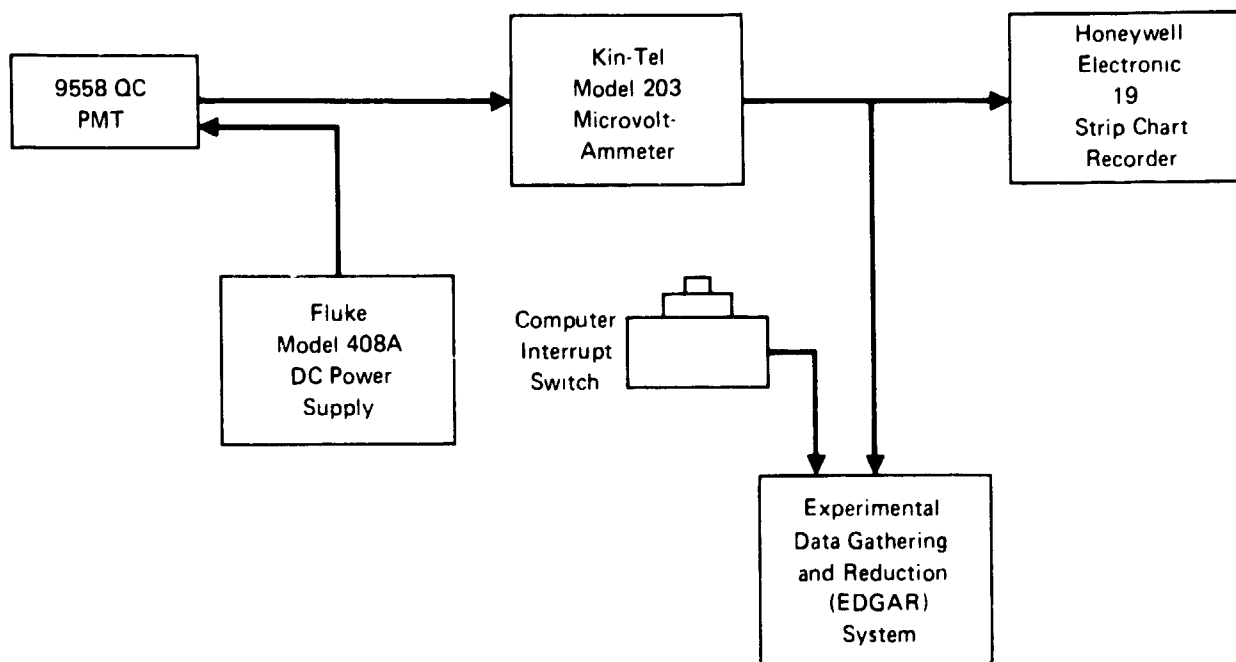 9558 QC
PMT
Kin-Tel
Model 203
Microvolt-
Ammeter
Honeywell
Electronic
19
Strip Chart
Recorder
Fluke
Model 408A
DC Power
Supply
Computer
Interrupt
Switch
Experimental
Data Gathering
and Reduction
(EDGAR)
System